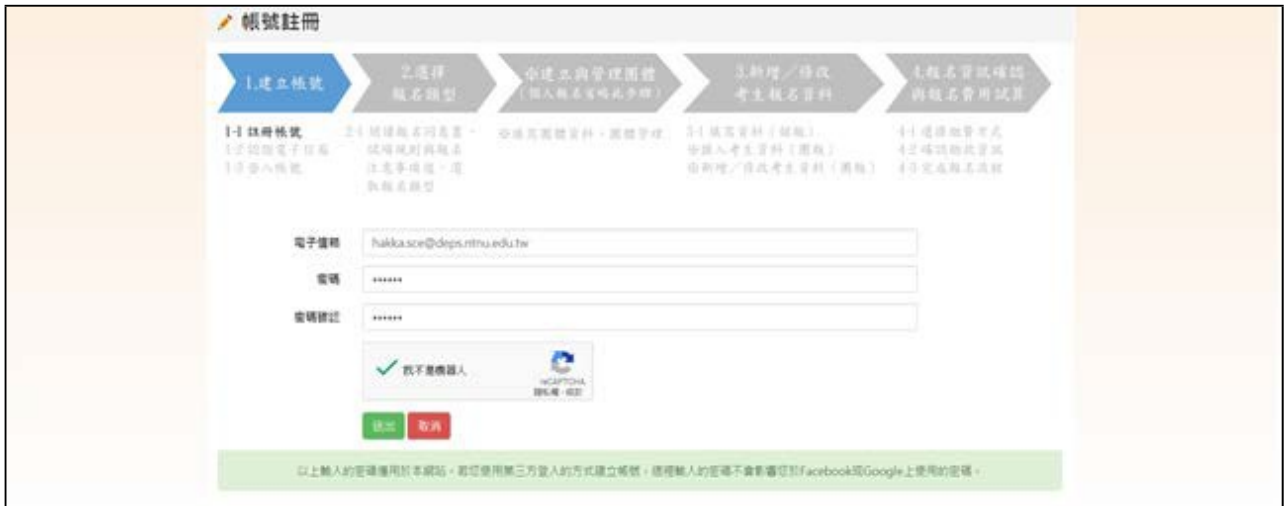 帳號註冊
1.建立帳號
2.選擇
報名類型
※建立與管理團體
(個人報名省略此步驟)
3.新增／修改
考生報名資料
4.報名資訊確認
與報名費用試算
1-1 註冊帳號
1-2 認證電子信箱
1-3 登入帳號
2-1 閱讀報名同意書、
試場規則與報名
注意事項後，選
取報名類型
※填寫團體資料、團體管理
3-1 填寫資料（個報）
※匯入考生資料（團報）
※新增／修改考生資料（團報）
4-1 選擇繳費方式
4-2 確認繳款資訊
4-3 完成報名流程
電子信箱
hakka.sce@deps.ntnu.edu.tw
密碼
••••••
密碼確認
••••••
我不是機器人
reCAPTCHA
隱私權 - 條款
送出 取消
以上輸入的密碼僅用於本網站，若您使用第三方登入的方式建立帳號，這裡輸入的密碼不會影響您於Facebook或Google上使用的密碼。